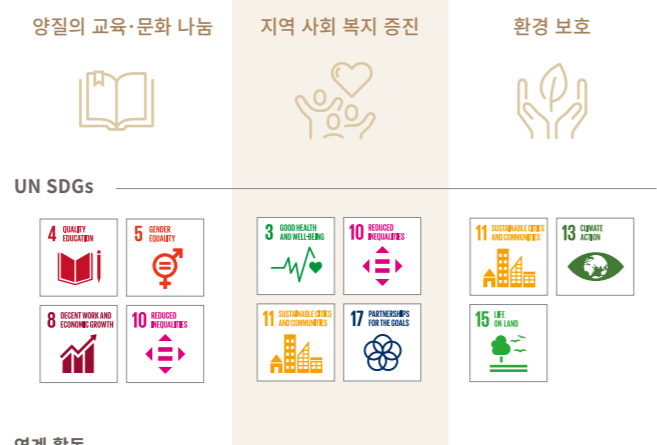 양질의 교육·문화 나눔
지역 사회 복지 증진
환경 보호
UN SDGs
4 QUALITY
EDUCATION
5 GENDER
EQUALITY
8 DECENT WORK AND
ECONOMIC GROWTH
10 REDUCED
INEQUALITIES
3 GOOD HEALTH
AND WELL-BEING
10 REDUCED
INEQUALITIES
11 SUSTAINABLE CITIES
AND COMMUNITIES
17 PARTNERSHIPS
FOR THE GOALS
11 SUSTAINABLE CITIES
AND COMMUNITIES
13 CLIMATE
ACTION
15 LIFE
ON LAND